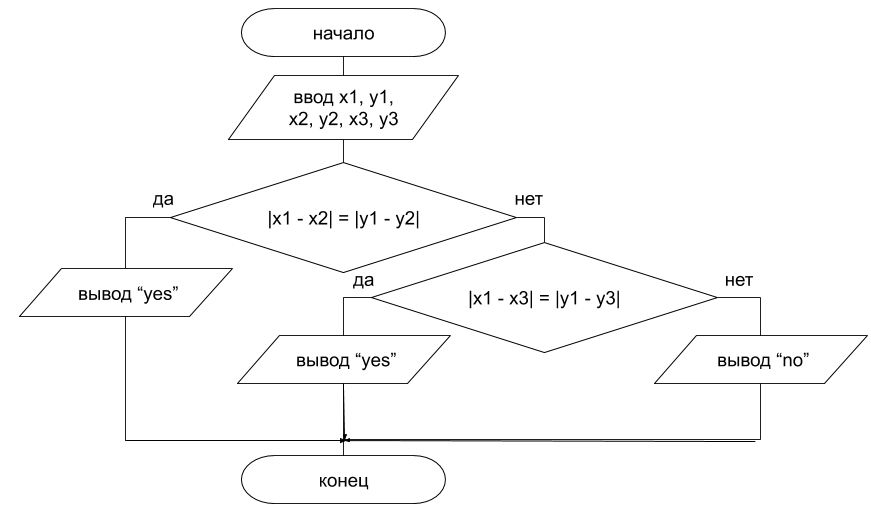 начало
ввод x1, y1,
x2, y2, x3, y3
да
нет
|x1 - x2| = |y1 - y2|
вывод “yes”
да
нет
|x1 - x3| = |y1 - y3|
вывод “yes”
вывод “no”
конец